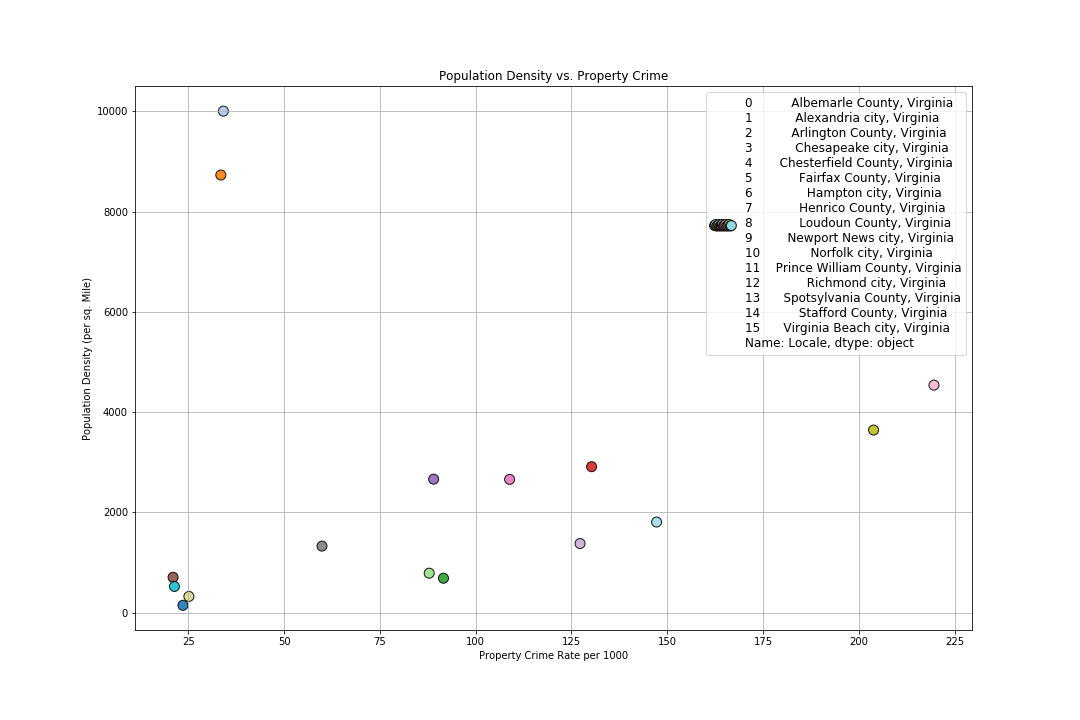 Population Density vs. Property Crime
Population Density (per sq. Mile)
10000
8000
6000
4000
2000
0
0 Albemarle County, Virginia
1 Alexandria city, Virginia
2 Arlington County, Virginia
3 Chesapeake city, Virginia
4 Chesterfield County, Virginia
5 Fairfax County, Virginia
6 Hampton city, Virginia
7 Henrico County, Virginia
8 Loudoun County, Virginia
9 Newport News city, Virginia
10 Norfolk city, Virginia
11 Prince William County, Virginia
12 Richmond city, Virginia
13 Spotsylvania County, Virginia
14 Stafford County, Virginia
15 Virginia Beach city, Virginia
Name: Locale, dtype: object
25 50 75 100 125 150 175 200 225
Property Crime Rate per 1000